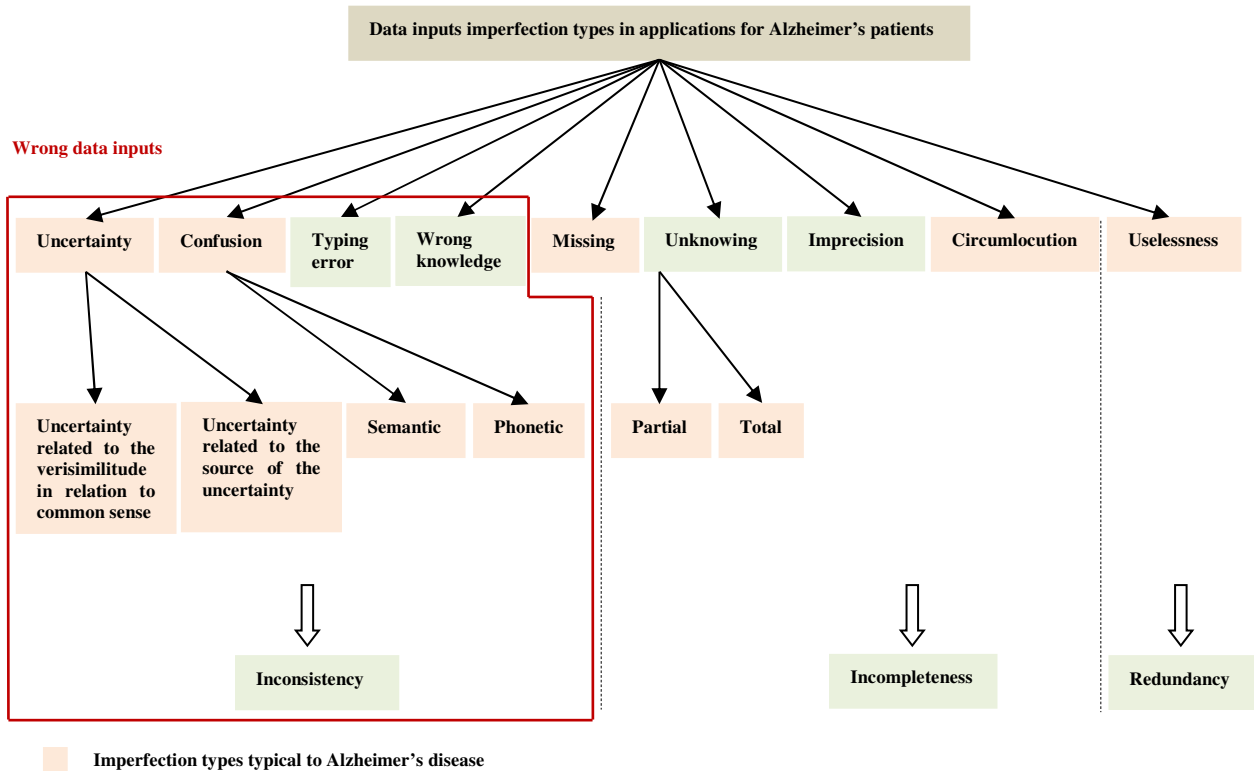 Data inputs imperfection types in applications for Alzheimer's patients
Wrong data inputs
Uncertainty
Confusion
Typing
error
Wrong
knowledge
Missing
Unknowing
Imprecision
Circumlocution
Uselessness
Uncertainty
related to the
verisimilitude
in relation to
common sense
Uncertainty
related to the
source of the
uncertainty
Semantic
Phonetic
Partial
Total
Inconsistency
Incompleteness
Redundancy
Imperfection types typical to Alzheimer's disease